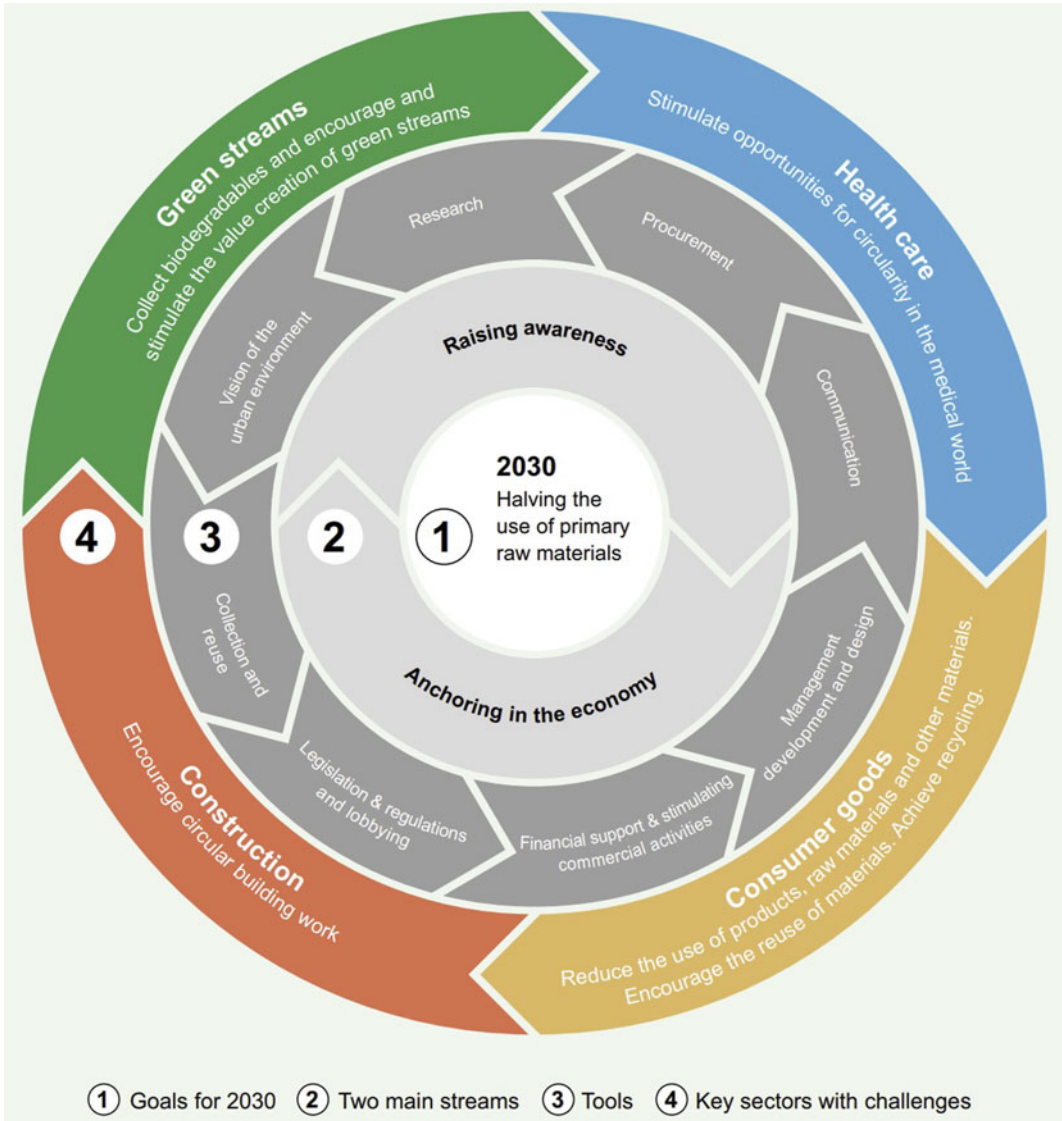 Green streams
Collect biodegradables and encourage and
stimulate the value creation of green streams
Health care
Stimulate opportunities for circularity in the medical world
Research
Procurement
Vision of the
urban environment
Communication
Raising awareness
2030
Halving the
use of primary
raw materials
1
2
3
4
Anchoring in the economy
Collection and
reuse
Management
development and design
Legislation & regulations
and lobbying
Financial support & stimulating
commercial activities
Construction
Encourage circular building work
Consumer goods
Reduce the use of products, raw materials and other materials.
Encourage the reuse of materials. Achieve recycling.
1 Goals for 2030 2 Two main streams 3 Tools 4 Key sectors with challenges